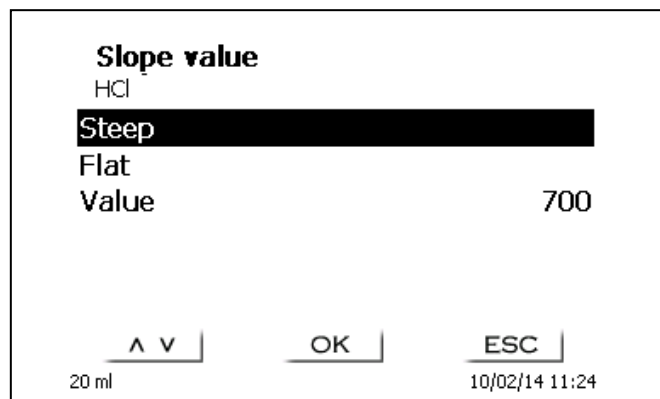 Slope value
HCl
Steep
Flat
Value 700
∧ ∨ OK ESC
20 ml 10/02/14 11:24